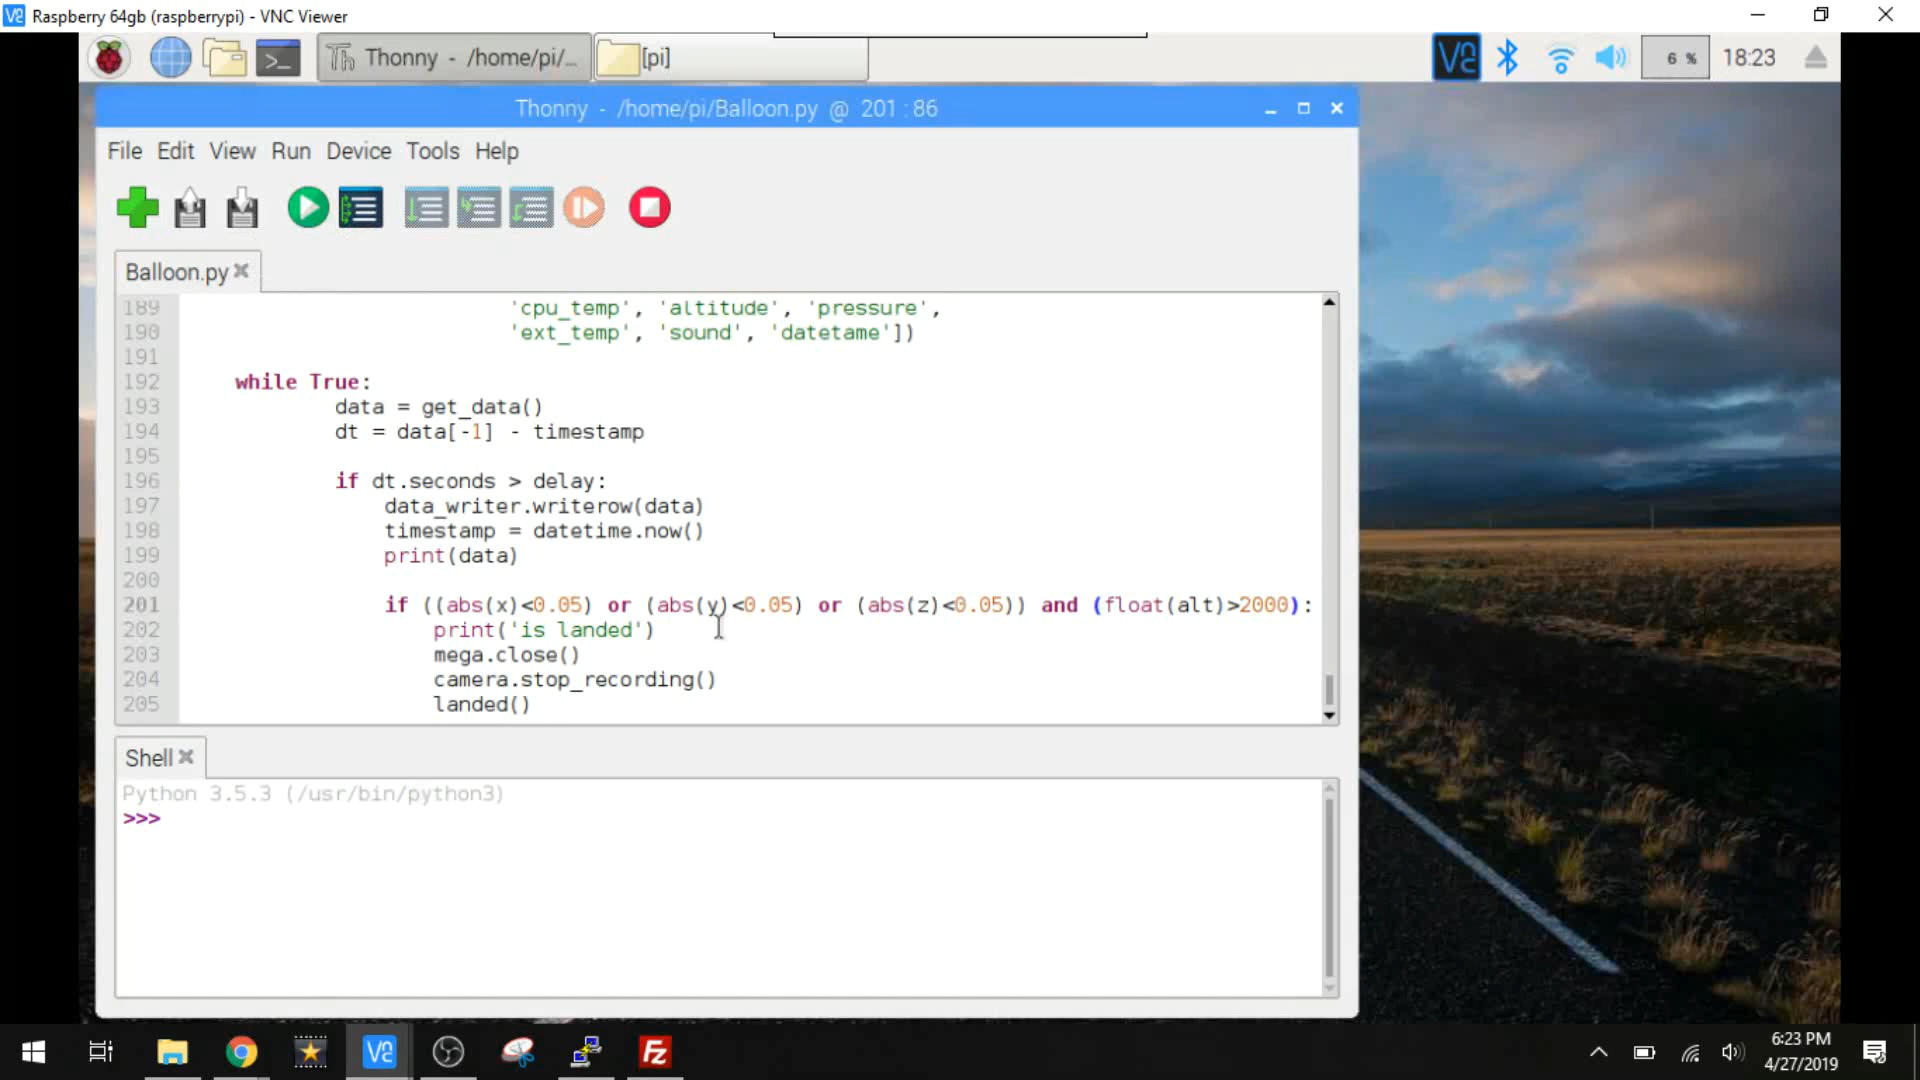 Raspberry 64gb (raspberrypi) - VNC Viewer
Thonny - /home/pi/...
[pi]
6 %
18:23
Thonny - /home/pi/Balloon.py @ 201 : 86
File Edit View Run Device Tools Help
Balloon.py
189 'cpu_temp', 'altitude', 'pressure',
190 'ext_temp', 'sound', 'datetame'])
191
192 while True:
193 data = get_data()
194 dt = data[-1] - timestamp
195
196 if dt.seconds > delay:
197 data_writer.writerow(data)
198 timestamp = datetime.now()
199 print(data)
200
201 if ((abs(x)<0.05) or (abs(y)<0.05) or (abs(z)<0.05)) and (float(alt)>2000):
202 print('is landed')
203 mega.close()
204 camera.stop_recording()
205 landed()
Shell
Python 3.5.3 (/usr/bin/python3)
>>>
6:23 PM
4/27/2019